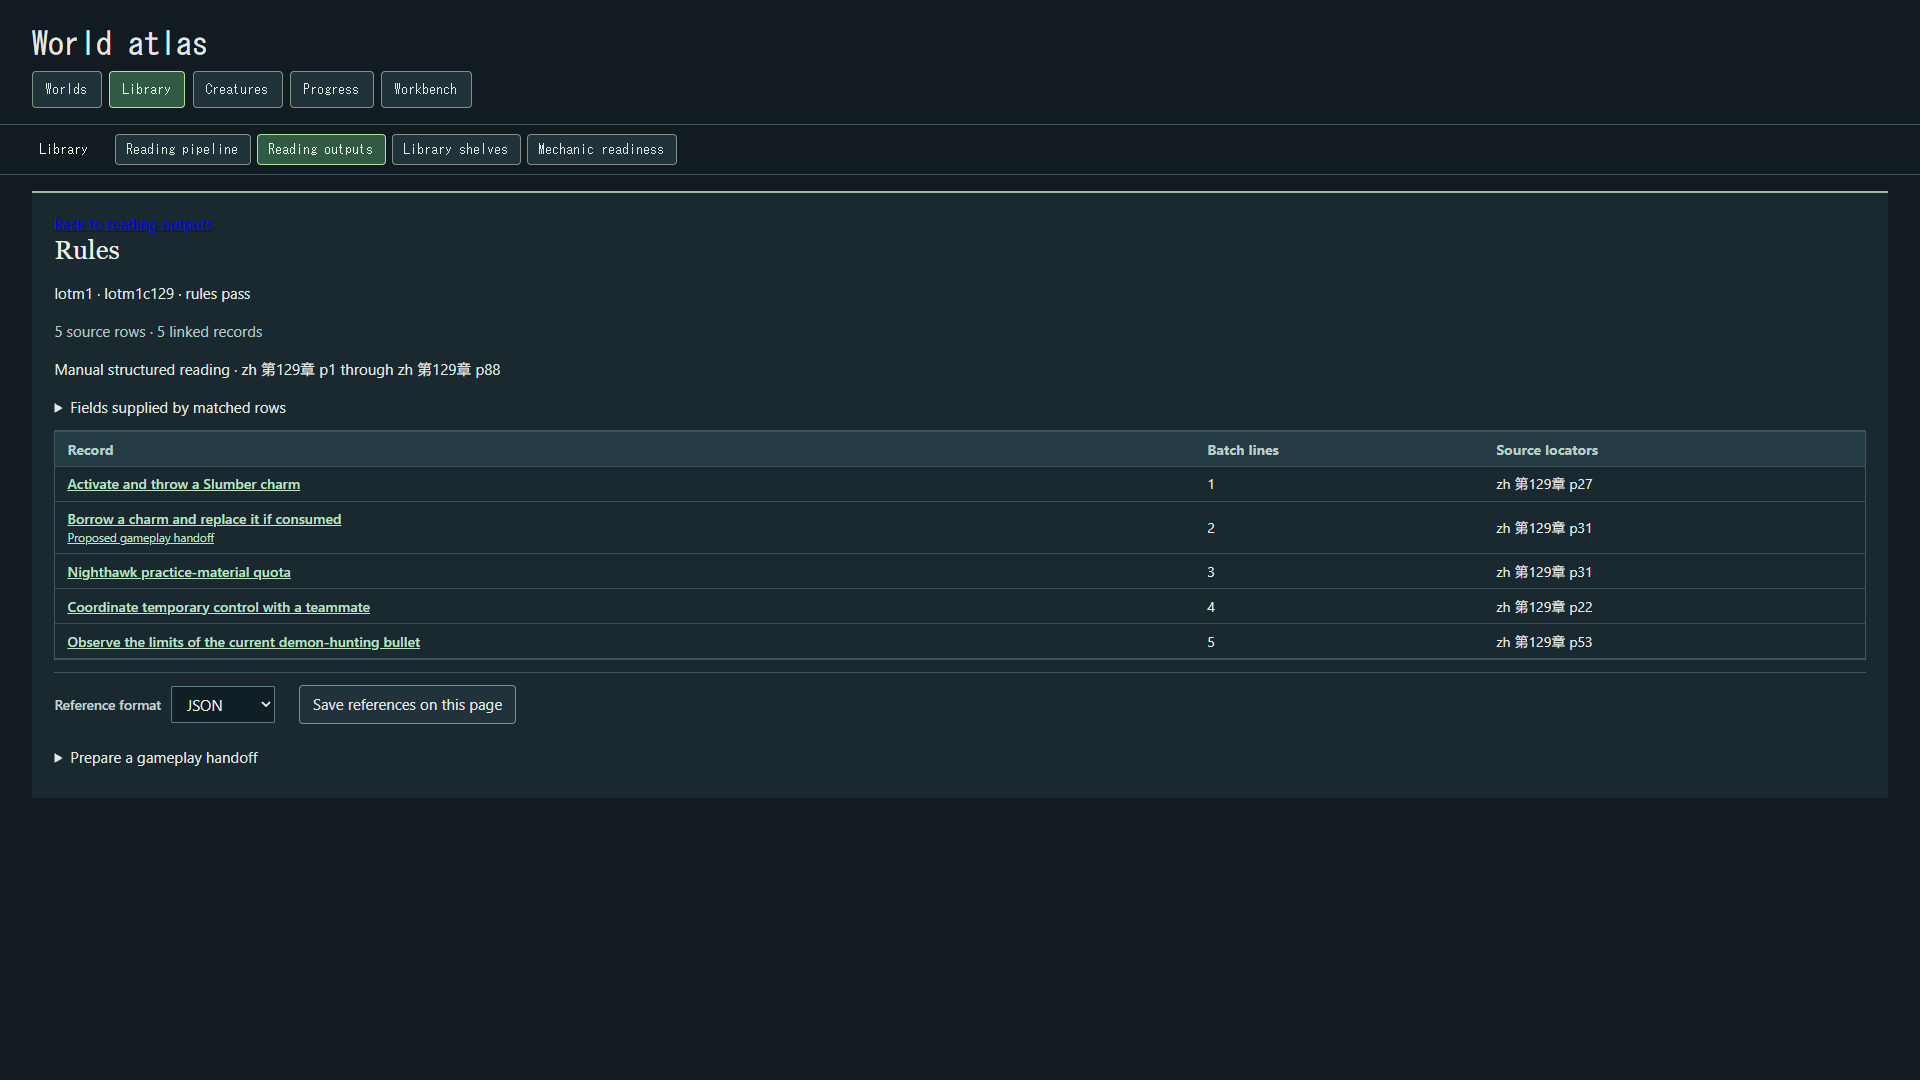 World atlas
Worlds Library Creatures Progress Workbench
Library Reading pipeline Reading outputs Library shelves Mechanic readiness
Back to reading outputs
Rules
lotm1 · lotm1c129 · rules pass
5 source rows · 5 linked records
Manual structured reading · zh 第129章 p1 through zh 第129章 p88
Fields supplied by matched rows
Record Batch lines Source locators
Activate and throw a Slumber charm 1 zh 第129章 p27
Borrow a charm and replace it if consumed 2 zh 第129章 p31
Proposed gameplay handoff
Nighthawk practice-material quota 3 zh 第129章 p31
Coordinate temporary control with a teammate 4 zh 第129章 p22
Observe the limits of the current demon-hunting bullet 5 zh 第129章 p53
Reference format JSON Save references on this page
Prepare a gameplay handoff